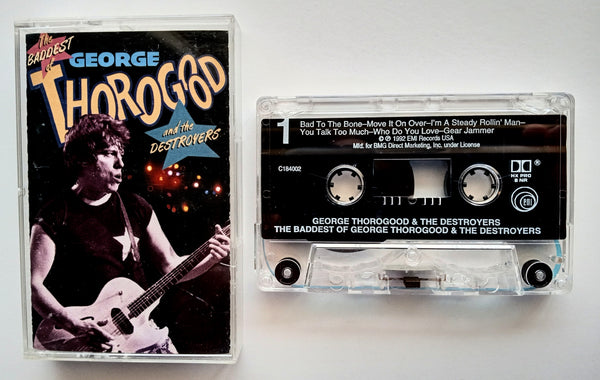 The
BADDEST
of
GEORGE
THOROGOOD
and the
DESTROYERS
1
Bad To The Bone–Move It On Over–I'm A Steady Rollin' Man–
You Talk Too Much–Who Do You Love–Gear Jammer
℗ © 1992 EMI Records USA
Mfd. for BMG Direct Marketing, Inc. under License
C184002
HX PRO
B NR
EMI
GEORGE THOROGOOD & THE DESTROYERS
THE BADDEST OF GEORGE THOROGOOD & THE DESTROYERS